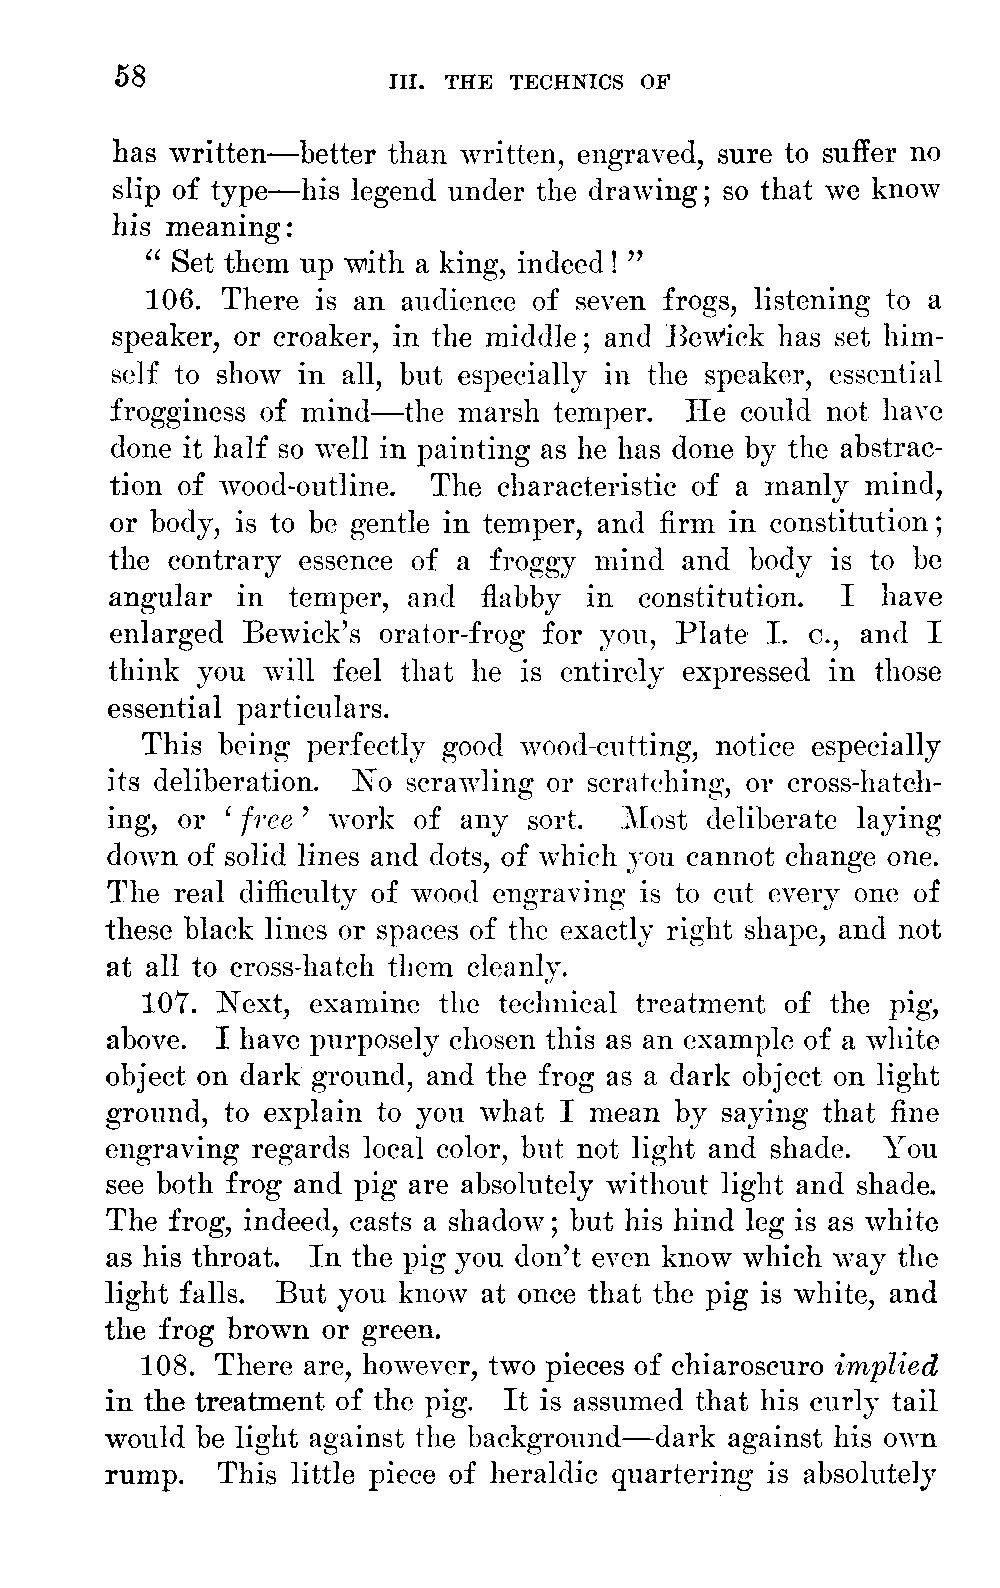 58 III. THE TECHNICS OF
has written—better than written, engraved, sure to suffer no
slip of type—his legend under the drawing; so that we know
his meaning:
“ Set them up with a king, indeed! ”
106. There is an audience of seven frogs, listening to a
speaker, or croaker, in the middle; and Bewick has set him-
self to show in all, but especially in the speaker, essential
frogginess of mind—the marsh temper. He could not have
done it half so well in painting as he has done by the abstrac-
tion of wood-outline. The characteristic of a manly mind,
or body, is to be gentle in temper, and firm in constitution;
the contrary essence of a froggy mind and body is to be
angular in temper, and flabby in constitution. I have
enlarged Bewick’s orator-frog for you, Plate I. c., and I
think you will feel that he is entirely expressed in those
essential particulars.
This being perfectly good wood-cutting, notice especially
its deliberation. No scrawling or scratching, or cross-hatch-
ing, or ‘ free ’ work of any sort. Most deliberate laying
down of solid lines and dots, of which you cannot change one.
The real difficulty of wood engraving is to cut every one of
these black lines or spaces of the exactly right shape, and not
at all to cross-hatch them cleanly.
107. Next, examine the technical treatment of the pig,
above. I have purposely chosen this as an example of a white
object on dark ground, and the frog as a dark object on light
ground, to explain to you what I mean by saying that fine
engraving regards local color, but not light and shade. You
see both frog and pig are absolutely without light and shade.
The frog, indeed, casts a shadow; but his hind leg is as white
as his throat. In the pig you don’t even know which way the
light falls. But you know at once that the pig is white, and
the frog brown or green.
108. There are, however, two pieces of chiaroscuro implied
in the treatment of the pig. It is assumed that his curly tail
would be light against the background—dark against his own
rump. This little piece of heraldic quartering is absolutely